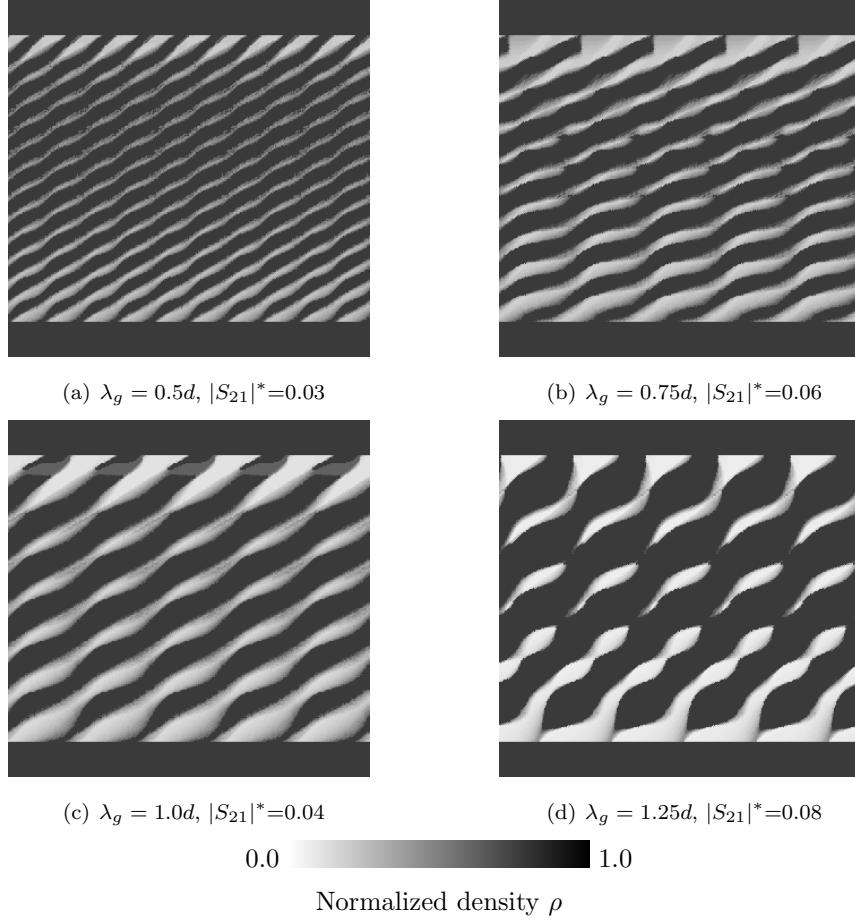 (a) λ_g = 0.5d, |S_21|*=0.03
(b) λ_g = 0.75d, |S_21|*=0.06
(c) λ_g = 1.0d, |S_21|*=0.04
(d) λ_g = 1.25d, |S_21|*=0.08
0.0 1.0
Normalized density ρ